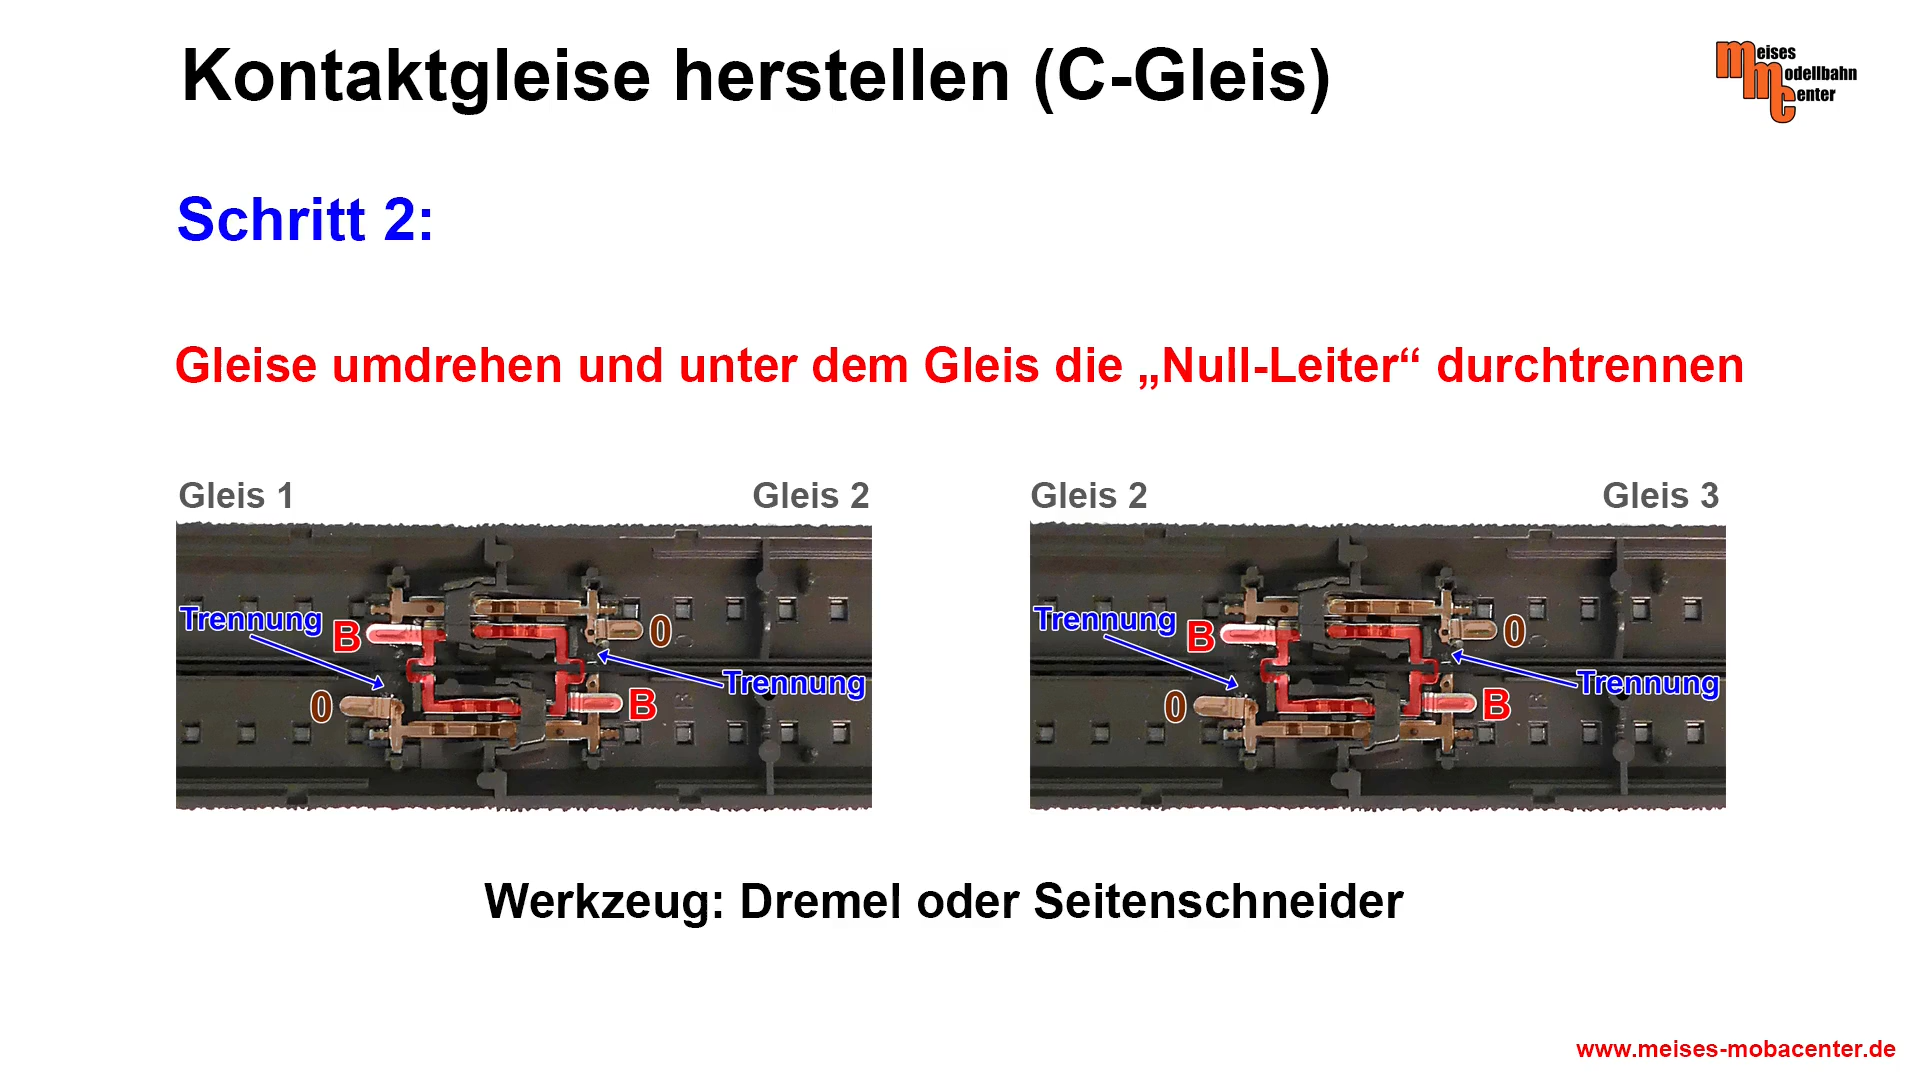 Kontaktgleise herstellen (C-Gleis)
Meises
Modellbahn
Center
Schritt 2:
Gleise umdrehen und unter dem Gleis die „Null-Leiter“ durchtrennen
Gleis 1 Gleis 2 Gleis 2 Gleis 3
Trennung B 0 Trennung B 0
0 B Trennung 0 B Trennung
Werkzeug: Dremel oder Seitenschneider
www.meises-mobacenter.de